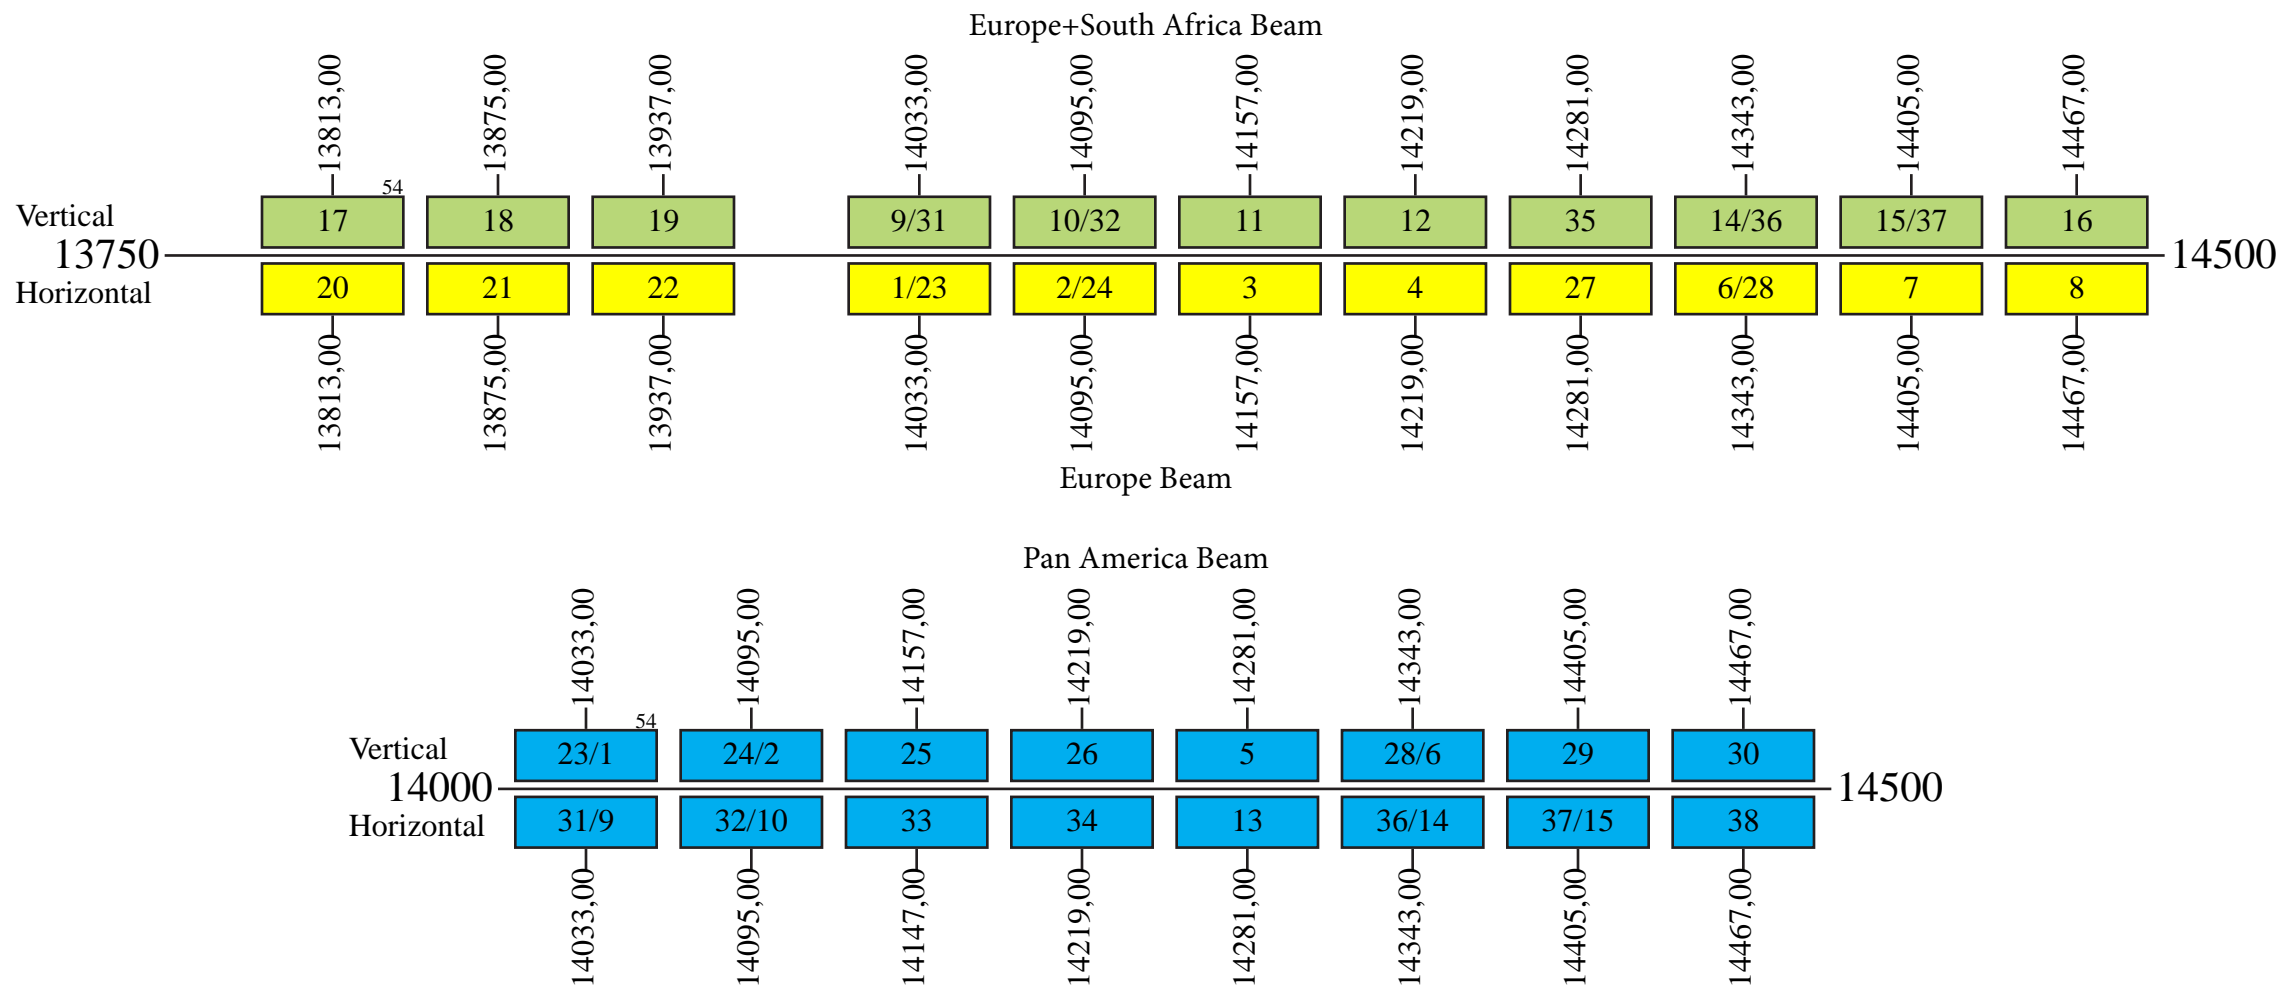 Europe+South Africa Beam
13813,00 13875,00 13937,00 14033,00 14095,00 14157,00 14219,00 14281,00 14343,00 14405,00 14467,00
54
Vertical 17 18 19 9/31 10/32 11 12 35 14/36 15/37 16
13750 14500
Horizontal 20 21 22 1/23 2/24 3 4 27 6/28 7 8
13813,00 13875,00 13937,00 14033,00 14095,00 14157,00 14219,00 14281,00 14343,00 14405,00 14467,00
Europe Beam
Pan America Beam
14033,00 14095,00 14157,00 14219,00 14281,00 14343,00 14405,00 14467,00
54
Vertical 23/1 24/2 25 26 5 28/6 29 30
14000 14500
Horizontal 31/9 32/10 33 34 13 36/14 37/15 38
14033,00 14095,00 14147,00 14219,00 14281,00 14343,00 14405,00 14467,00